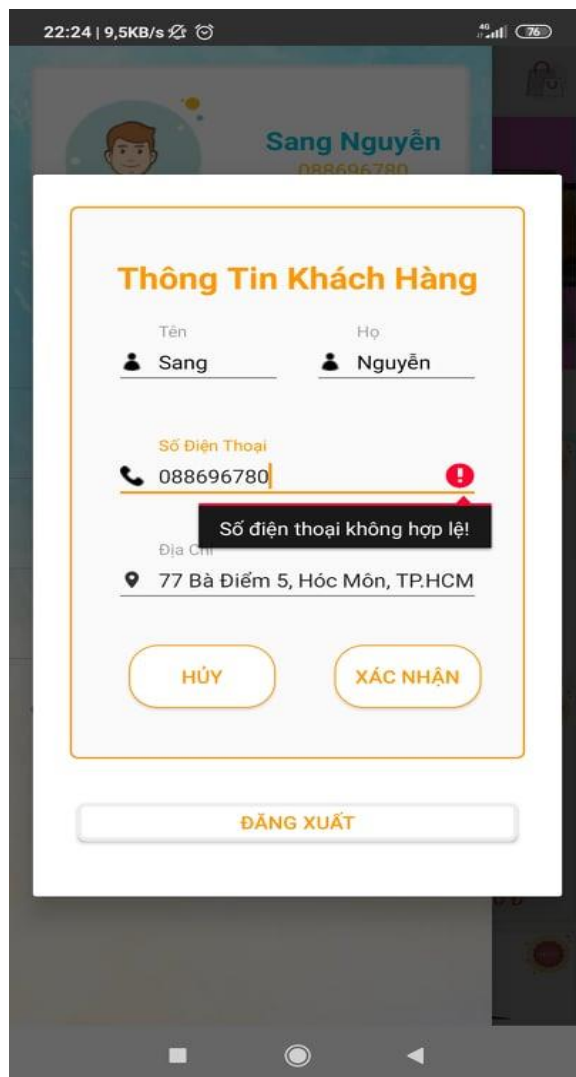 22:24 | 9,5KB/s
4G
76
Sang Nguyễn
088696780
Thông Tin Khách Hàng
Tên
Họ
Sang
Nguyễn
Số Điện Thoại
088696780
Số điện thoại không hợp lệ!
Địa Chỉ
77 Bà Điểm 5, Hóc Môn, TP.HCM
HỦY
XÁC NHẬN
ĐĂNG XUẤT